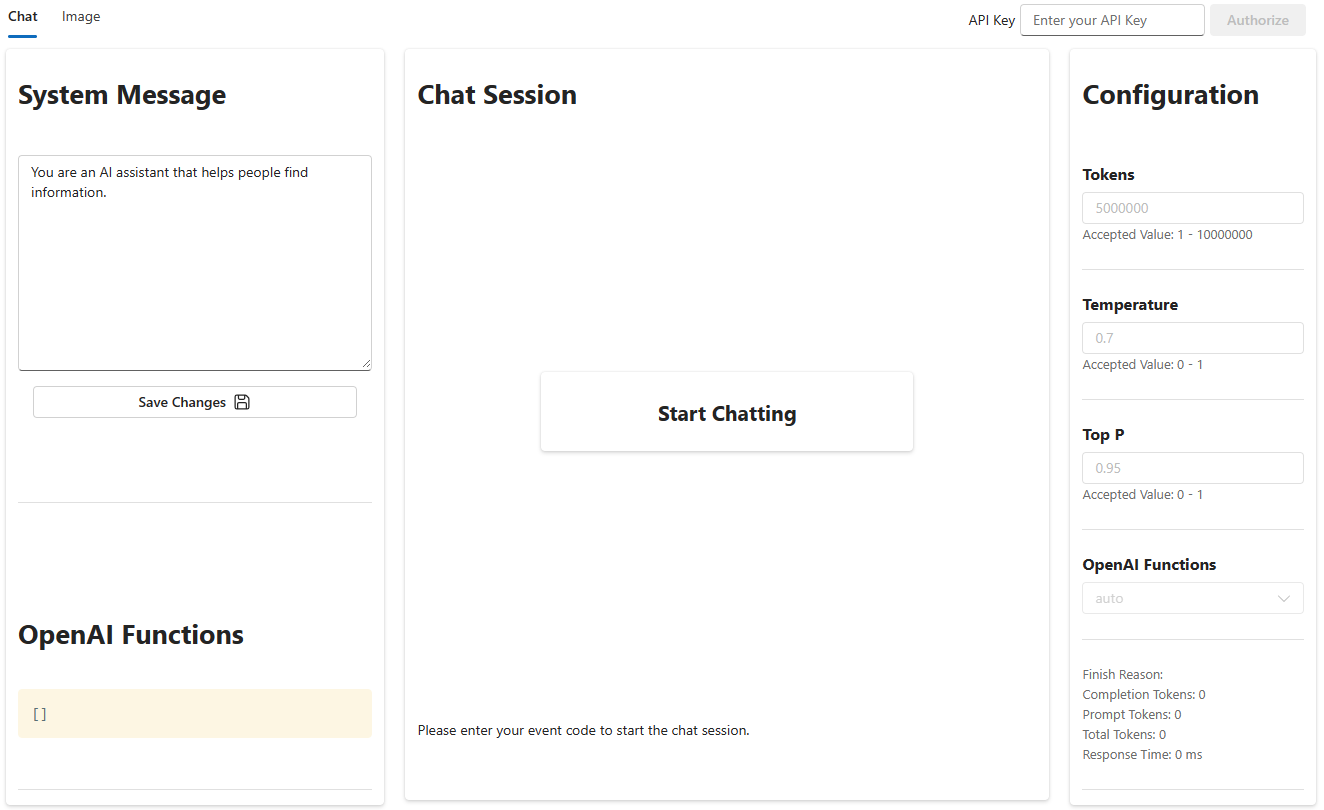 Chat Image API Key Enter your API Key Authorize
System Message
You are an AI assistant that helps people find
information.
Save Changes
OpenAI Functions
[]
Chat Session
Start Chatting
Please enter your event code to start the chat session.
Configuration
Tokens
5000000
Accepted Value: 1 - 10000000
Temperature
0.7
Accepted Value: 0 - 1
Top P
0.95
Accepted Value: 0 - 1
OpenAI Functions
auto
Finish Reason:
Completion Tokens: 0
Prompt Tokens: 0
Total Tokens: 0
Response Time: 0 ms